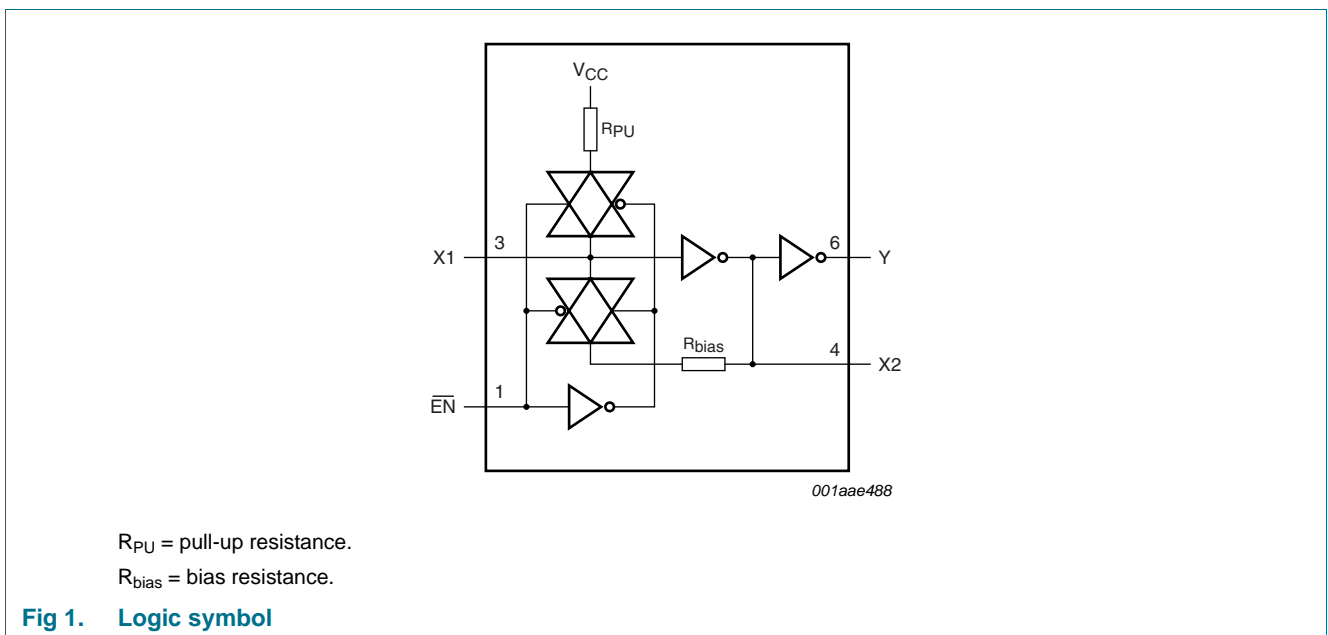 VCC
RPU
X1
3
6
Y
Rbias
4
X2
EN
1
001aae488
RPU = pull-up resistance.
Rbias = bias resistance.
Fig 1. Logic symbol